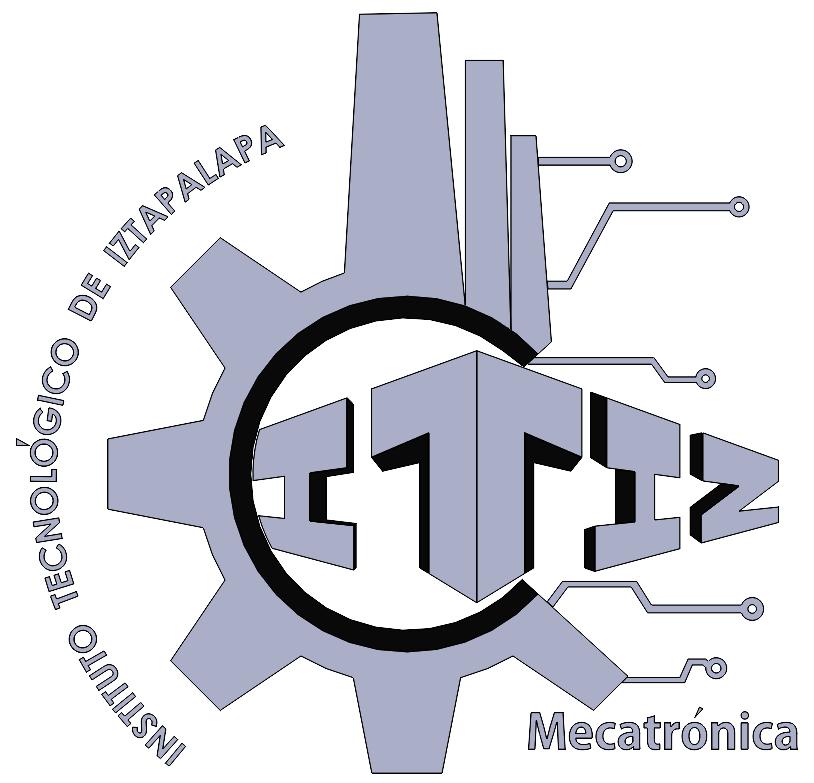 INSTITUTO TECNOLÓGICO DE IZTAPALAPA
ITIZ
Mecatrónica